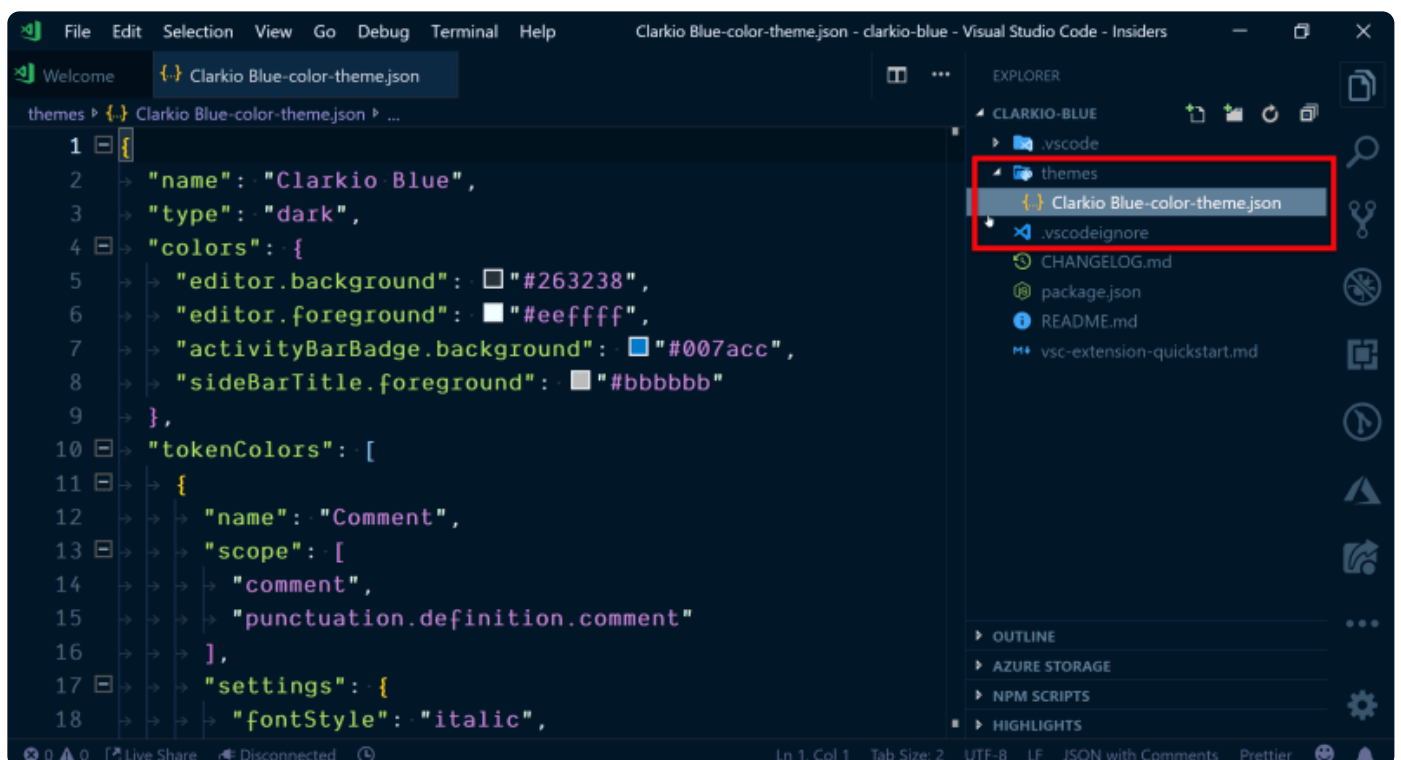 File Edit Selection View Go Debug Terminal Help Clarkio Blue-color-theme.json - clarkio-blue - Visual Studio Code - Insiders
Welcome {..} Clarkio Blue-color-theme.json
themes {..} Clarkio Blue-color-theme.json ...
1 {
2 "name": "Clarkio Blue",
3 "type": "dark",
4 "colors": {
5 "editor.background": "#263238",
6 "editor.foreground": "#eeffff",
7 "activityBarBadge.background": "#007acc",
8 "sideBarTitle.foreground": "#bbbbbb"
9 },
10 "tokenColors": [
11 {
12 "name": "Comment",
13 "scope": [
14 "comment",
15 "punctuation.definition.comment"
16 ],
17 "settings": {
18 "fontStyle": "italic",
EXPLORER
CLARKIO-BLUE
.vscode
themes
{..} Clarkio Blue-color-theme.json
.vscodeignore
CHANGELOG.md
package.json
README.md
M+ vsc-extension-quickstart.md
OUTLINE
AZURE STORAGE
NPM SCRIPTS
HIGHLIGHTS
0 0 Live Share Disconnected Ln 1, Col 1 Tab Size: 2 UTF-8 LF JSON with Comments Prettier